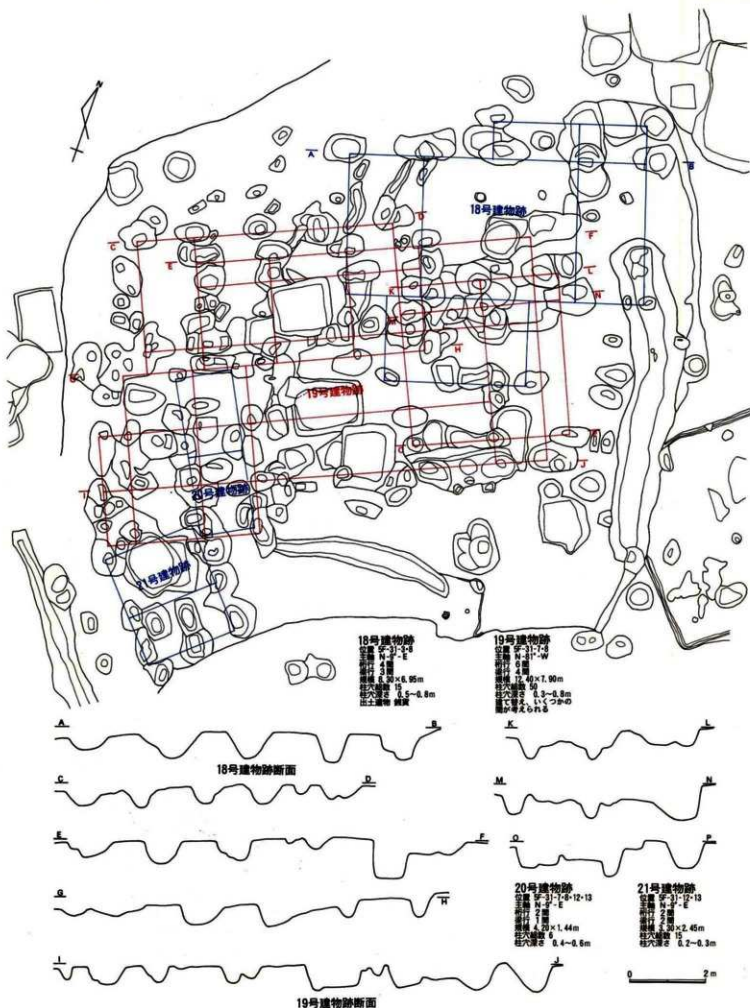 N
A
B
18号建物跡
D
C
F
E
L
K
N
M
H
G
19号建物跡
O
P
I
J
20号建物跡
21号建物跡
18号建物跡
位置 5F-31-3・8
主軸 N-9°-E
桁行 4間
梁行 3間
規模 8.30×6.95m
柱穴総数 15
柱穴深さ 0.5~0.8m
出土遺物 銭貨
19号建物跡
位置 5F-31-7・8
主軸 N-81°-W
桁行 6間
梁行 4間
規模 12.40×7.90m
柱穴総数 50
柱穴深さ 0.3~0.8m
建て替え、いくつかの
間が考えられる
A
B
18号建物跡断面
K
L
C
D
M
N
E
F
O
P
G
H
I
J
19号建物跡断面
20号建物跡
位置 5F-31-7・8・12・13
主軸 N-9°-E
桁行 2間
梁行 1間
規模 4.20×1.44m
柱穴総数 6
柱穴深さ 0.4~0.6m
21号建物跡
位置 5F-31-12・13
主軸 N-9°-E
桁行 2間
梁行 2間
規模 3.30×2.45m
柱穴総数 15
柱穴深さ 0.2~0.3m
0 2m